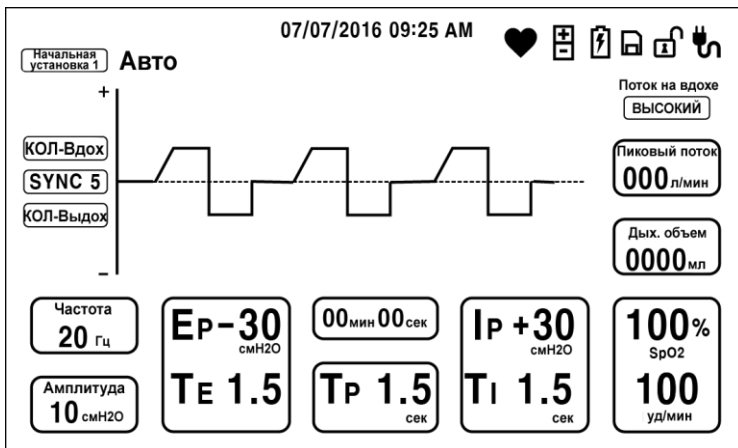 07/07/2016 09:25 AM
Начальная
установка 1
Авто
Поток на вдохе
ВЫСОКИЙ
+
КОЛ-Вдох
SYNC 5
КОЛ-Выдох
–
Пиковый поток
000 л/мин
Дых. объем
0000 мл
Частота
20 Гц
Амплитуда
10 смH2O
EP-30
смH2O
TE 1.5
00 мин 00 сек
TP 1.5
сек
IP +30
смH2O
TI 1.5
сек
100%
SpO2
100
уд/мин